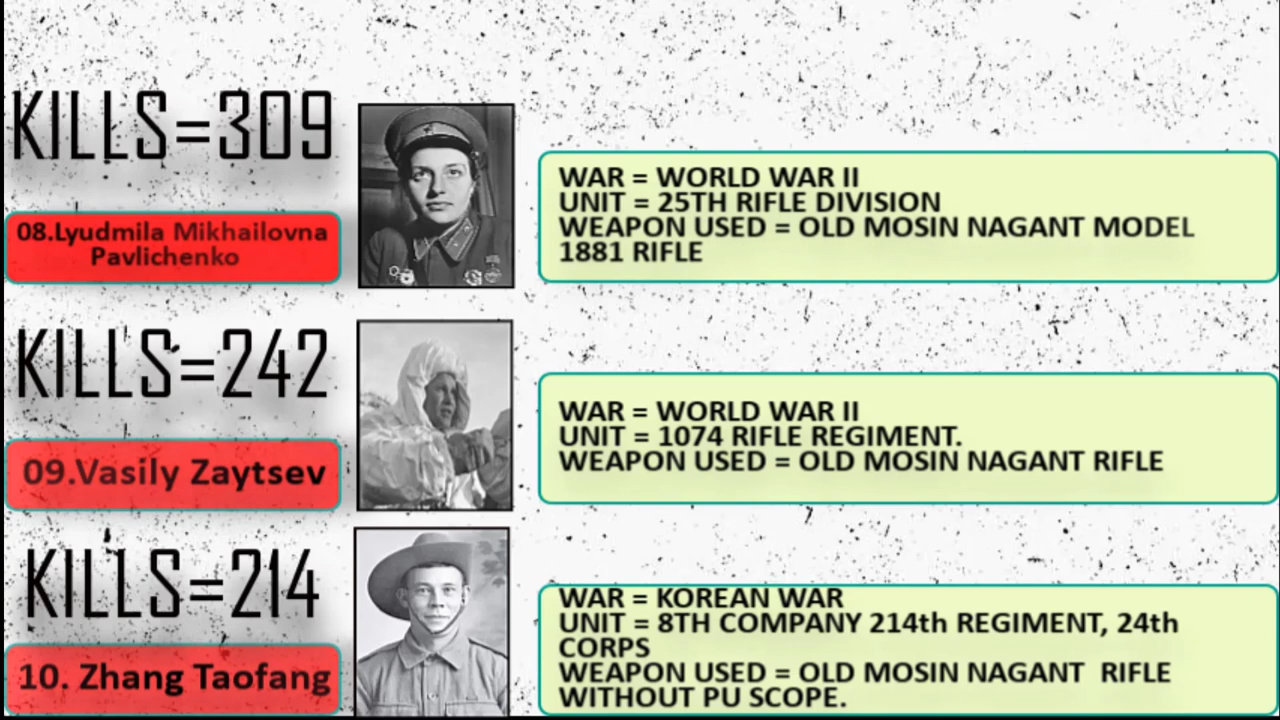 KILLS=309
08.Lyudmila Mikhailovna
Pavlichenko
WAR = WORLD WAR II
UNIT = 25TH RIFLE DIVISION
WEAPON USED = OLD MOSIN NAGANT MODEL
1881 RIFLE
KILLS=242
09.Vasily Zaytsev
WAR = WORLD WAR II
UNIT = 1074 RIFLE REGIMENT.
WEAPON USED = OLD MOSIN NAGANT RIFLE
KILLS=214
10. Zhang Taofang
WAR = KOREAN WAR
UNIT = 8TH COMPANY 214th REGIMENT, 24th
CORPS
WEAPON USED = OLD MOSIN NAGANT RIFLE
WITHOUT PU SCOPE.